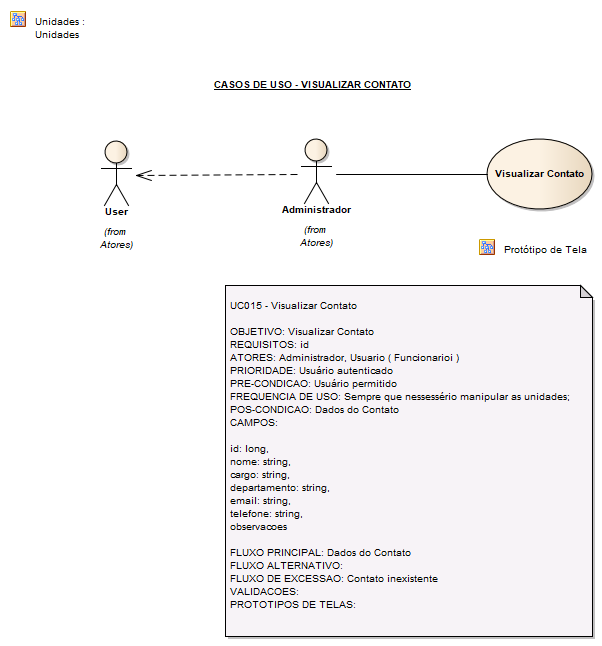 Unidades :
Unidades
CASOS DE USO - VISUALIZAR CONTATO
User
(from
Atores)
Administrador
(from
Atores)
Visualizar Contato
Protótipo de Tela
UC015 - Visualizar Contato
OBJETIVO: Visualizar Contato
REQUISITOS: id
ATORES: Administrador, Usuario ( Funcionarioi )
PRIORIDADE: Usuário autenticado
PRE-CONDICAO: Usuário permitido
FREQUENCIA DE USO: Sempre que nessessério manipular as unidades;
POS-CONDICAO: Dados do Contato
CAMPOS:
id: long,
nome: string,
cargo: string,
departamento: string,
email: string,
telefone: string,
observacoes
FLUXO PRINCIPAL: Dados do Contato
FLUXO ALTERNATIVO:
FLUXO DE EXCESSAO: Contato inexistente
VALIDACOES:
PROTOTIPOS DE TELAS: